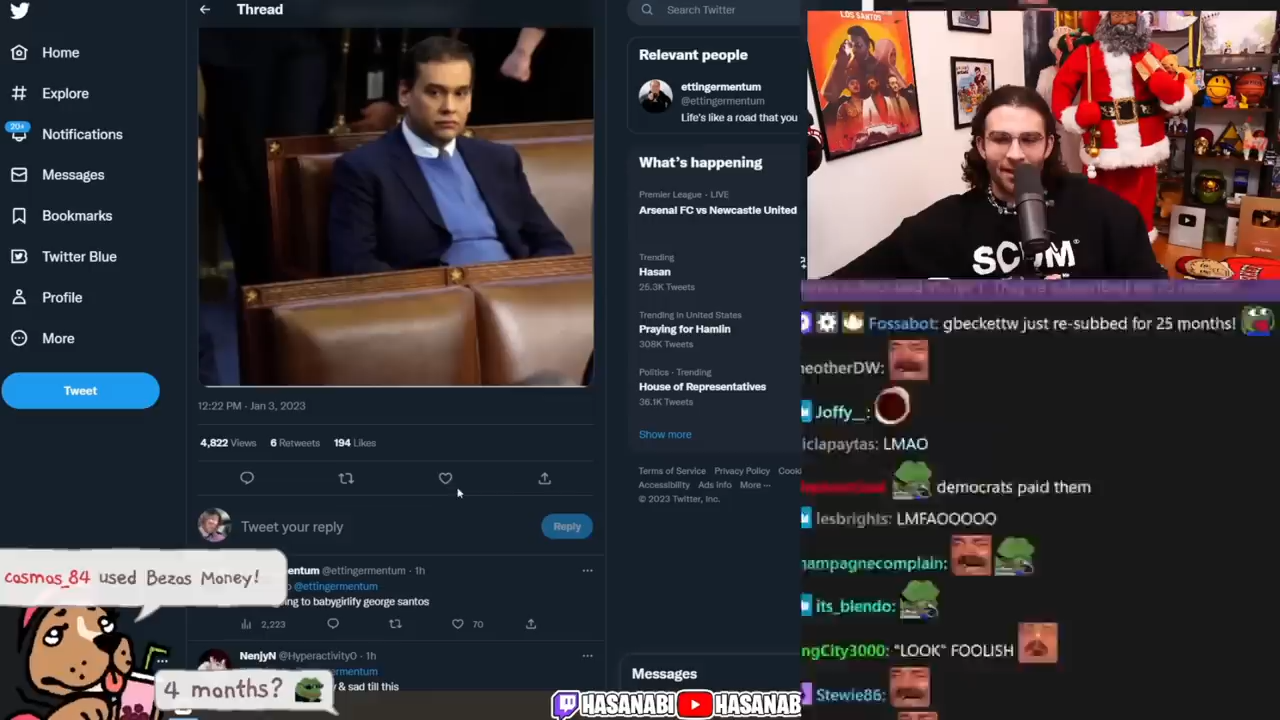 Thread
Search Twitter
Home
Explore
20+
Notifications
Messages
Bookmarks
Twitter Blue
Profile
More
Tweet
12:22 PM · Jan 3, 2023
4,822 Views 6 Retweets 194 Likes
Tweet your reply
Reply
@ettingermentum · 1h
@ettingermentum
to babygirlify george santos
2,223
70
NenjyN @Hyperactivity0 · 1h
& sad till this
Relevant people
ettingermentum
@ettingermentum
Life's like a road that you
What's happening
Premier League · LIVE
Arsenal FC vs Newcastle United
Trending
Hasan
25.3K Tweets
Trending in United States
Praying for Hamlin
308K Tweets
Politics · Trending
House of Representatives
36.1K Tweets
Show more
Terms of Service Privacy Policy
Accessibility Ads info More ···
© 2023 Twitter, Inc.
Messages
LOS SANTOS
SCUM
Fossabot: gbeckettw just re-subbed for 25 months!
Joffy__:
LMAO
democrats paid them
lesbrights: LMFAOOOOO
its_blendo:
"LOOK" FOOLISH
Stewie86:
casmas_84 used Bezas Money!
4 months?
HASANABI
HASANAB